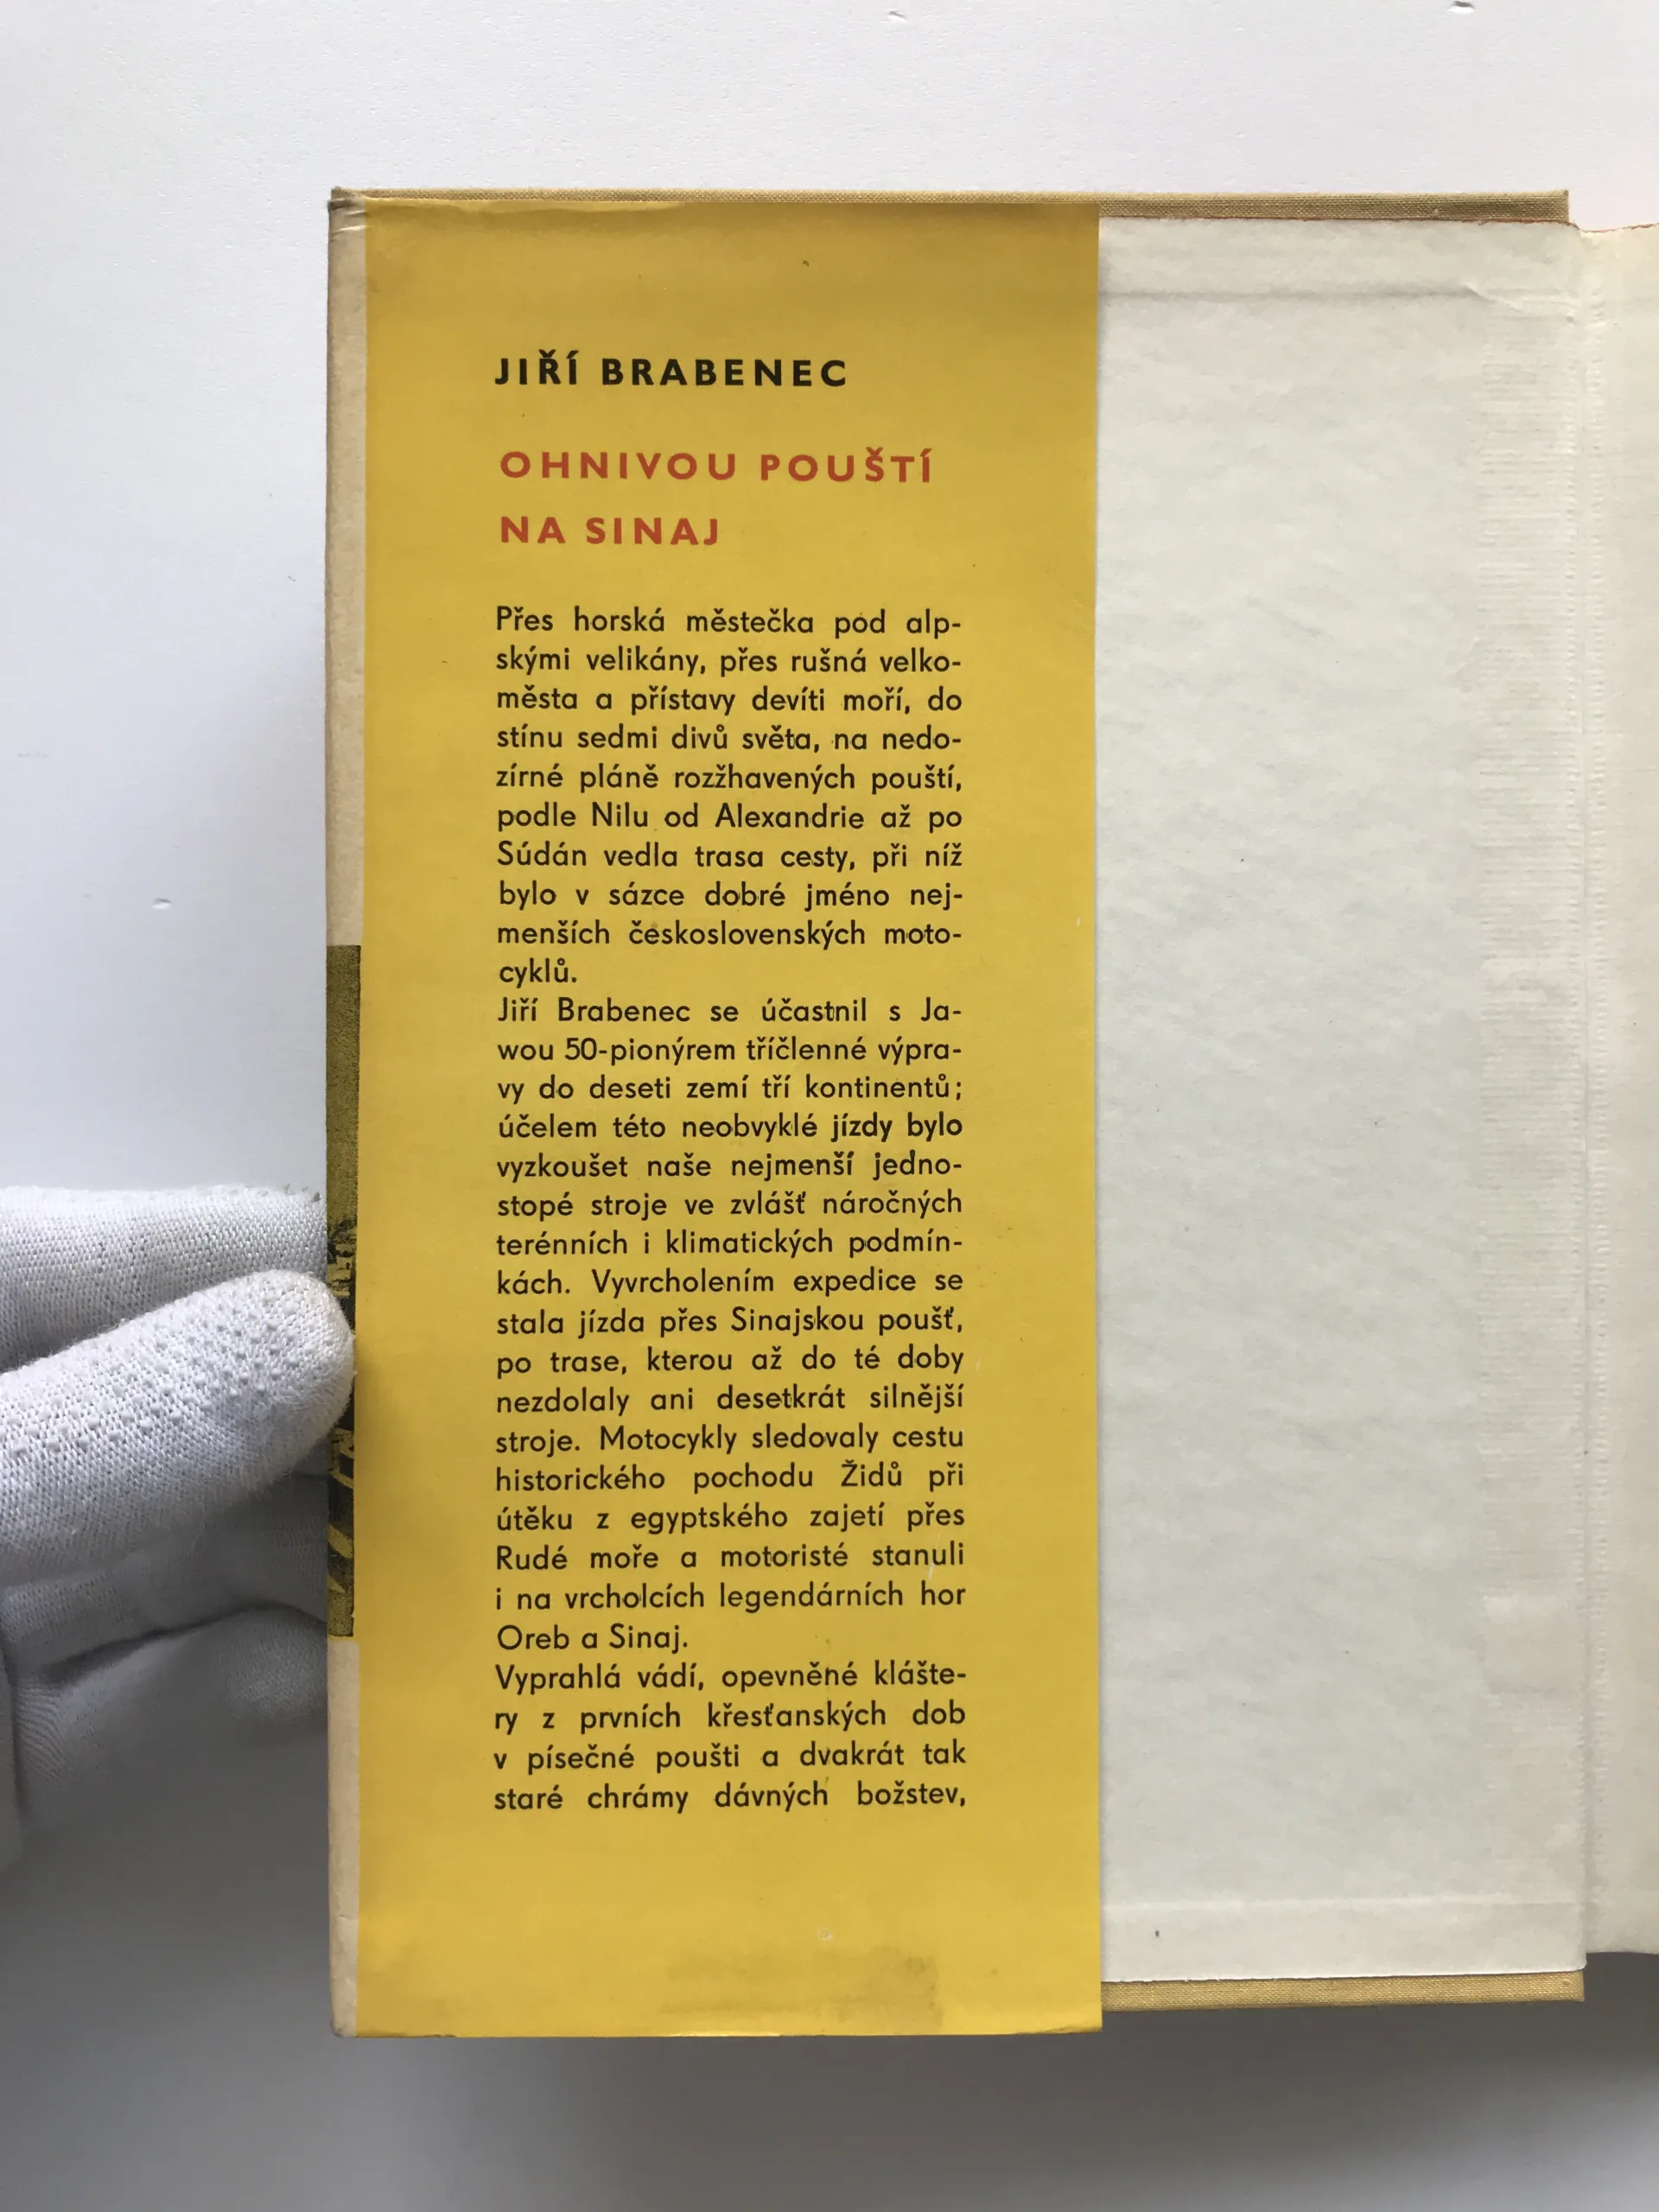 JIŘÍ BRABENEC
OHNIVOU POUŠTÍ
NA SINAJ
Přes horská městečka pod alp-
skými velikány, přes rušná velko-
města a přístavy devíti moří, do
stínu sedmi divů světa, na nedo-
zírné pláně rozžhavených pouští,
podle Nilu od Alexandrie až po
Súdán vedla trasa cesty, při níž
bylo v sázce dobré jméno nej-
menších československých moto-
cyklů.
Jiří Brabenec se účastnil s Ja-
wou 50-pionýrem tříčlenné výpra-
vy do deseti zemí tří kontinentů;
účelem této neobvyklé jízdy bylo
vyzkoušet naše nejmenší jedno-
stopé stroje ve zvlášť náročných
terénních i klimatických podmín-
kách. Vyvrcholením expedice se
stala jízda přes Sinajskou poušť,
po trase, kterou až do té doby
nezdolaly ani desetkrát silnější
stroje. Motocykly sledovaly cestu
historického pochodu Židů při
útěku z egyptského zajetí přes
Rudé moře a motoristé stanuli
i na vrcholcích legendárních hor
Oreb a Sinaj.
Vyprahlá vádí, opevněné klášte-
ry z prvních křesťanských dob
v písečné poušti a dvakrát tak
staré chrámy dávných božstev,